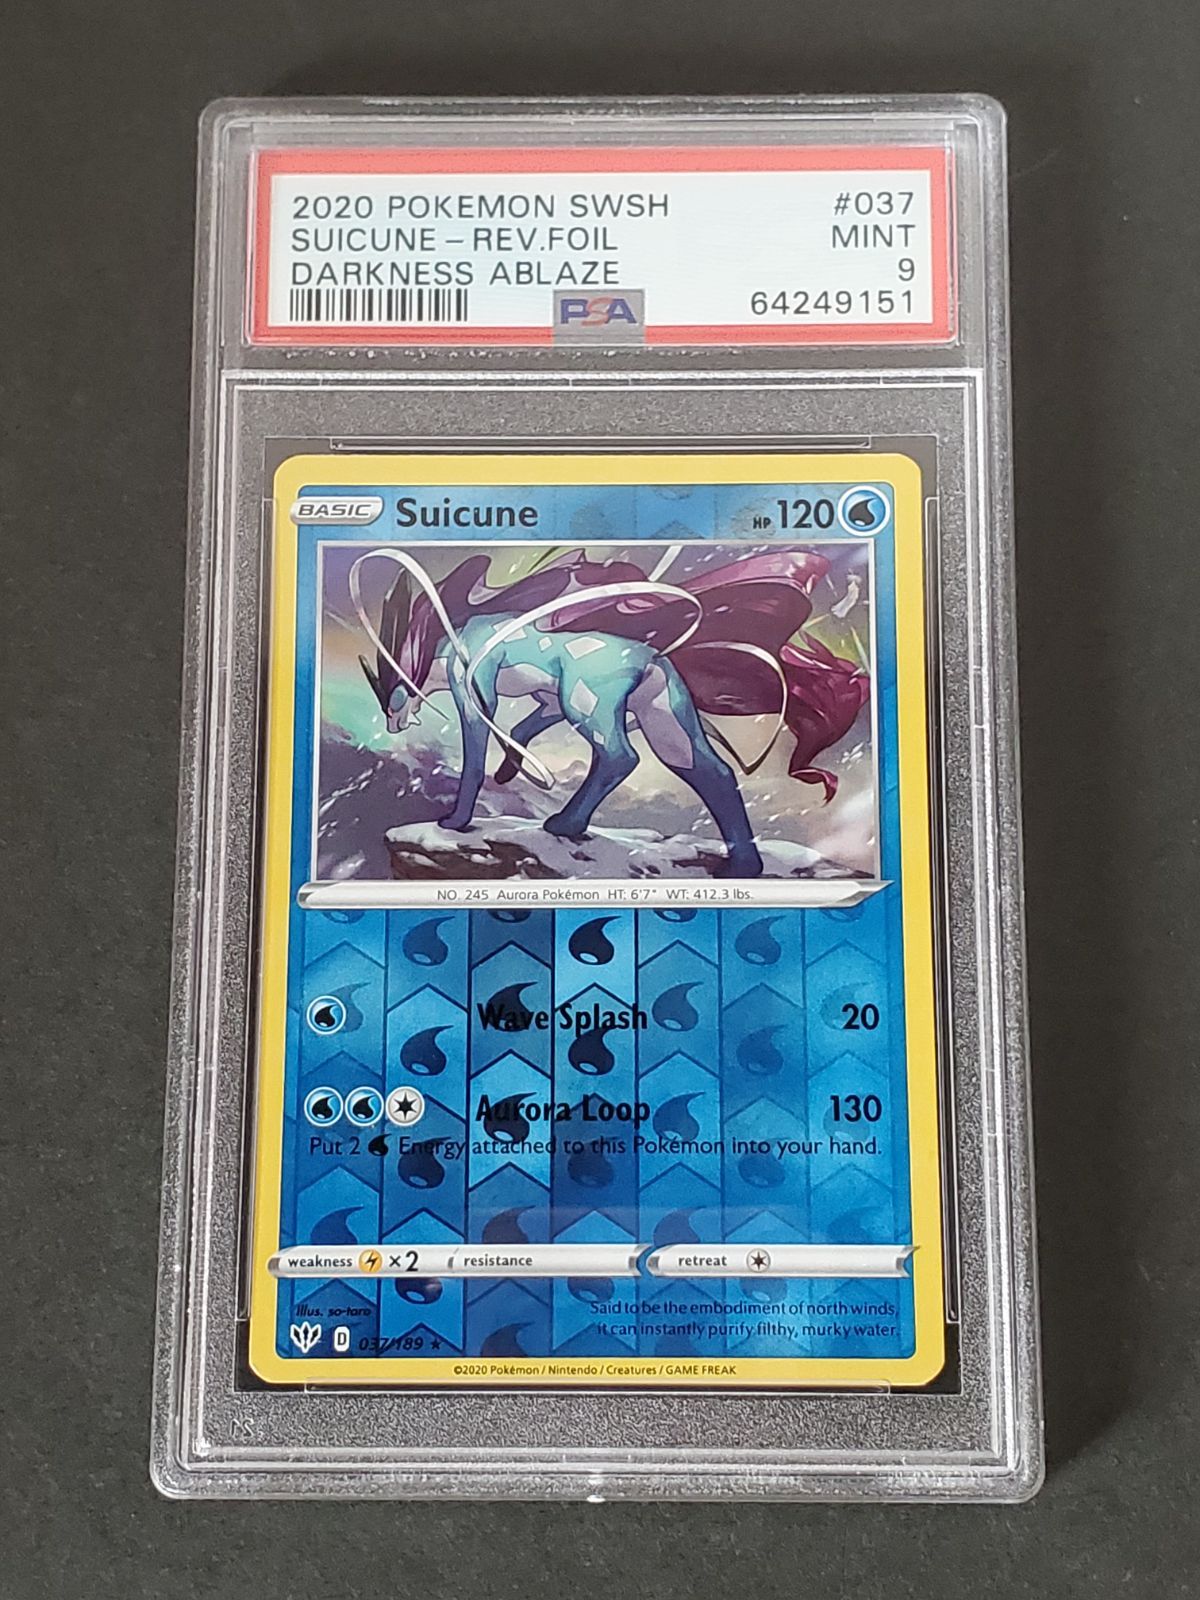 2020 POKEMON SWSH #037
SUICUNE – REV.FOIL MINT
DARKNESS ABLAZE 9
PSA 64249151
BASIC Suicune HP 120
NO. 245 Aurora Pokémon HT: 6'7" WT: 412.3 lbs.
Wave Splash 20
Aurora Loop 130
Put 2 Energy attached to this Pokémon into your hand.
weakness ×2 resistance retreat
Illus. so-taro
Said to be the embodiment of north winds,
it can instantly purify filthy, murky water.
D 037/189 ★
©2020 Pokémon / Nintendo / Creatures / GAME FREAK